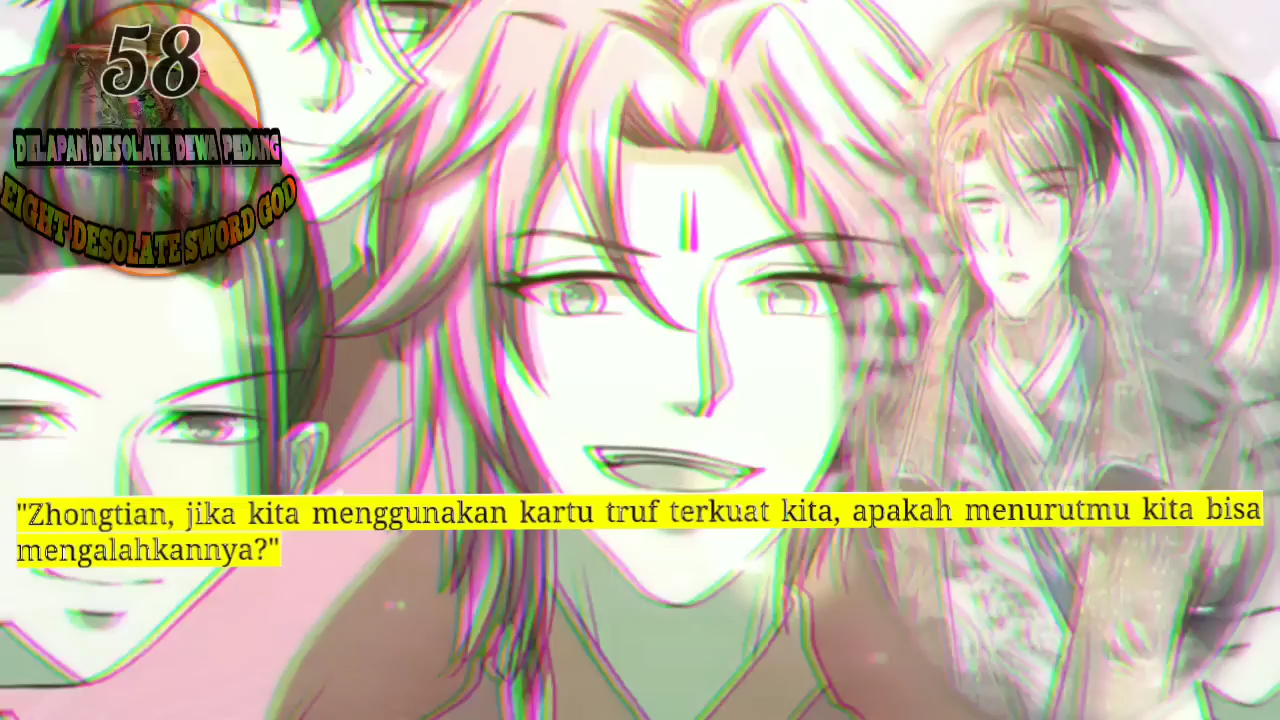 58
DELAPAN DESOLATE DEWA PEDANG
EIGHT DESOLATE SWORD GOD
"Zhongtian, jika kita menggunakan kartu truf terkuat kita, apakah menurutmu kita bisa
mengalahkannya?"